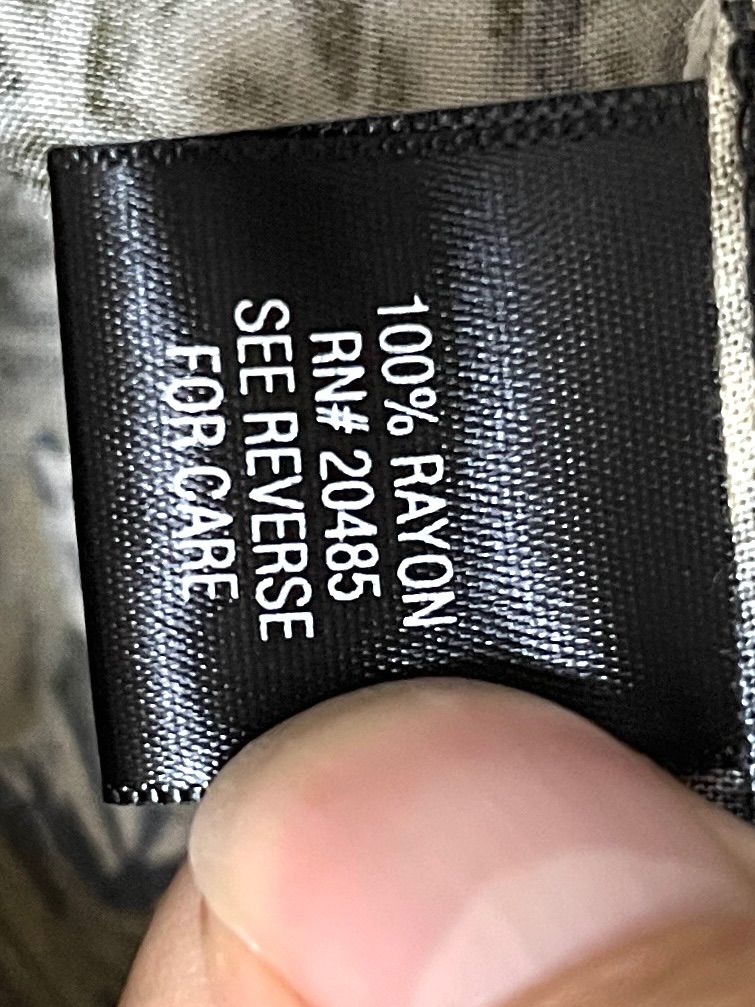 100% RAYON
RN# 20485
SEE REVERSE
FOR CARE